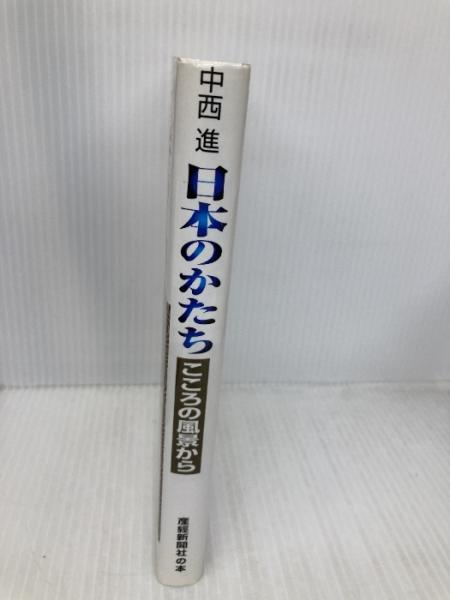 中西 進
日本のかたち
こころの風景から
産経新聞社の本